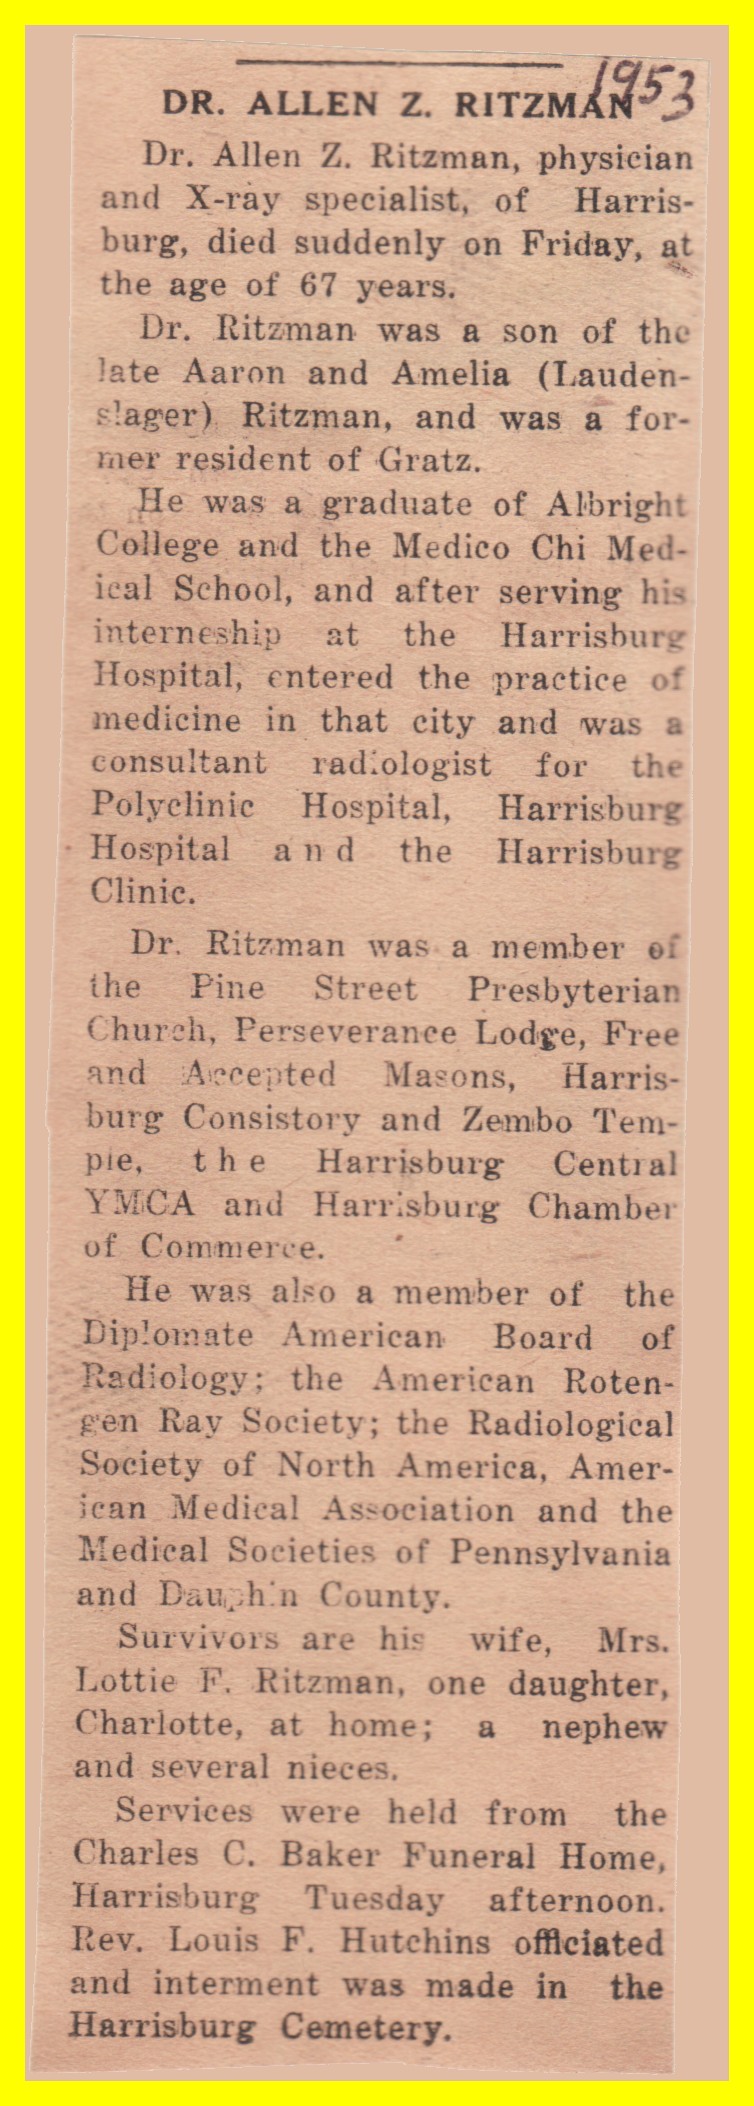 1953
DR. ALLEN Z. RITZMAN
Dr. Allen Z. Ritzman, physician
and X-ray specialist, of Harris-
burg, died suddenly on Friday, at
the age of 67 years.
Dr. Ritzman was a son of the
late Aaron and Amelia (Lauden-
slager) Ritzman, and was a for-
mer resident of Gratz.
He was a graduate of Albright
College and the Medico Chi Med-
ical School, and after serving his
interneship at the Harrisburg
Hospital, entered the practice of
medicine in that city and was a
consultant radiologist for the
Polyclinic Hospital, Harrisburg
Hospital and the Harrisburg
Clinic.
Dr. Ritzman was a member of
the Pine Street Presbyterian
Church, Perseverance Lodge, Free
and Accepted Masons, Harris-
burg Consistory and Zembo Tem-
ple, the Harrisburg Central
YMCA and Harrisburg Chamber
of Commerce.
He was also a member of the
Diplomate American Board of
Radiology; the American Roten-
gen Ray Society; the Radiological
Society of North America, Amer-
ican Medical Association and the
Medical Societies of Pennsylvania
and Dauphin County.
Survivors are his wife, Mrs.
Lottie F. Ritzman, one daughter,
Charlotte, at home; a nephew
and several nieces.
Services were held from the
Charles C. Baker Funeral Home,
Harrisburg Tuesday afternoon.
Rev. Louis F. Hutchins officiated
and interment was made in the
Harrisburg Cemetery.